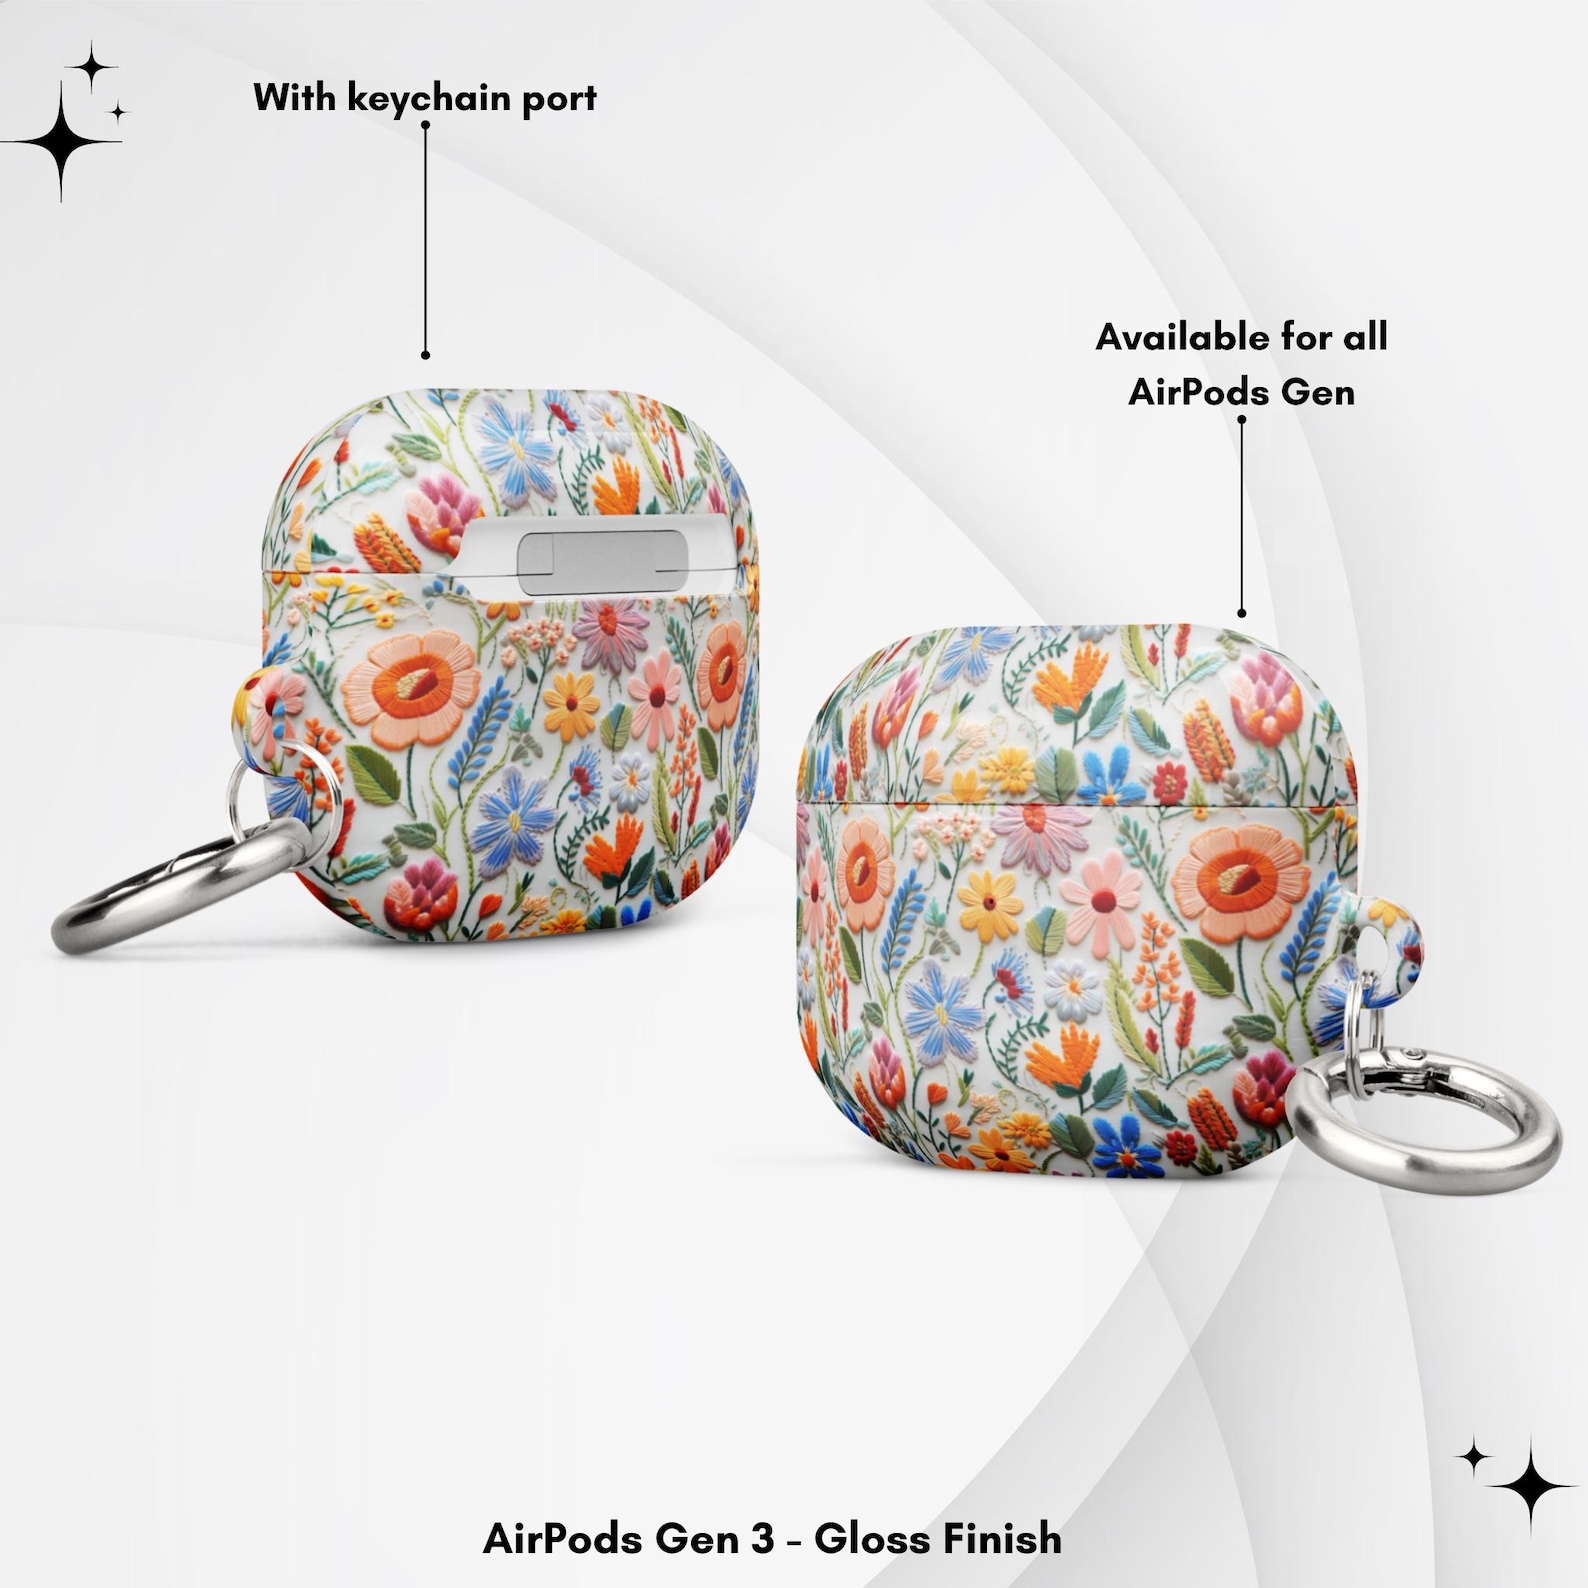 With keychain port
Available for all
AirPods Gen
AirPods Gen 3 - Gloss Finish